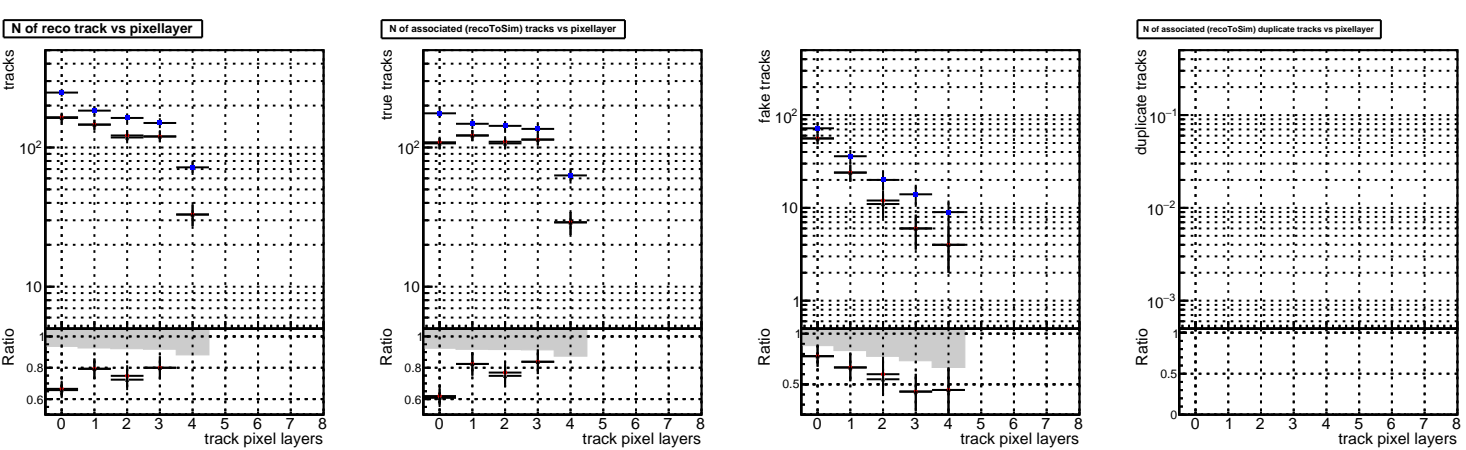 N of reco track vs pixellayer
tracks
10²
10
Ratio
1
0.8
0.6
0 1 2 3 4 5 6 7 8
track pixel layers
N of associated (recoToSim) tracks vs pixellayer
true tracks
10²
10
Ratio
1
0.8
0.6
0 1 2 3 4 5 6 7 8
track pixel layers
fake tracks
10²
10
1
Ratio
1
0.5
0 1 2 3 4 5 6 7 8
track pixel layers
N of associated (recoToSim) duplicate tracks vs pixellayer
duplicate tracks
10⁻¹
10⁻²
10⁻³
Ratio
1
0.5
0
0 1 2 3 4 5 6 7 8
track pixel layers